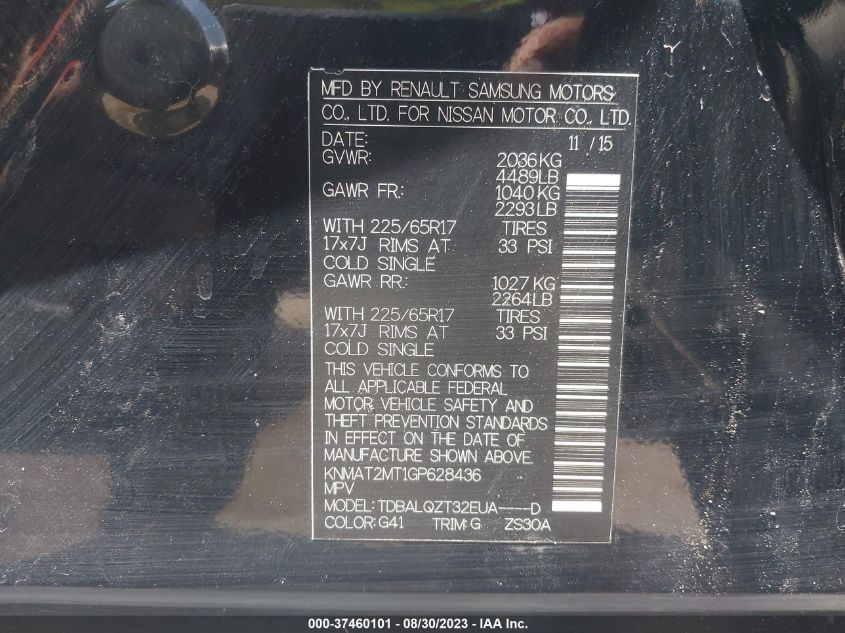 MFD BY RENAULT SAMSUNG MOTORS
CO., LTD. FOR NISSAN MOTOR CO., LTD.
DATE: 11 / 15
GVWR: 2036KG
4489LB
GAWR FR.: 1040KG
2293LB
WITH 225/65R17 TIRES
17x7J RIMS AT 33 PSI
COLD SINGLE
GAWR RR.: 1027 KG
2264LB
WITH 225/65R17 TIRES
17x7J RIMS AT 33 PSI
COLD SINGLE
THIS VEHICLE CONFORMS TO
ALL APPLICABLE FEDERAL
MOTOR VEHICLE SAFETY AND
THEFT PREVENTION STANDARDS
IN EFFECT ON THE DATE OF
MANUFACTURE SHOWN ABOVE.
KNMAT2MT1GP628436
MPV
MODEL: TDBALQZT32EUA----D
COLOR: G41 TRIM: G ZS30A
000-37460101 | 08/30/2023 - IAA Inc.